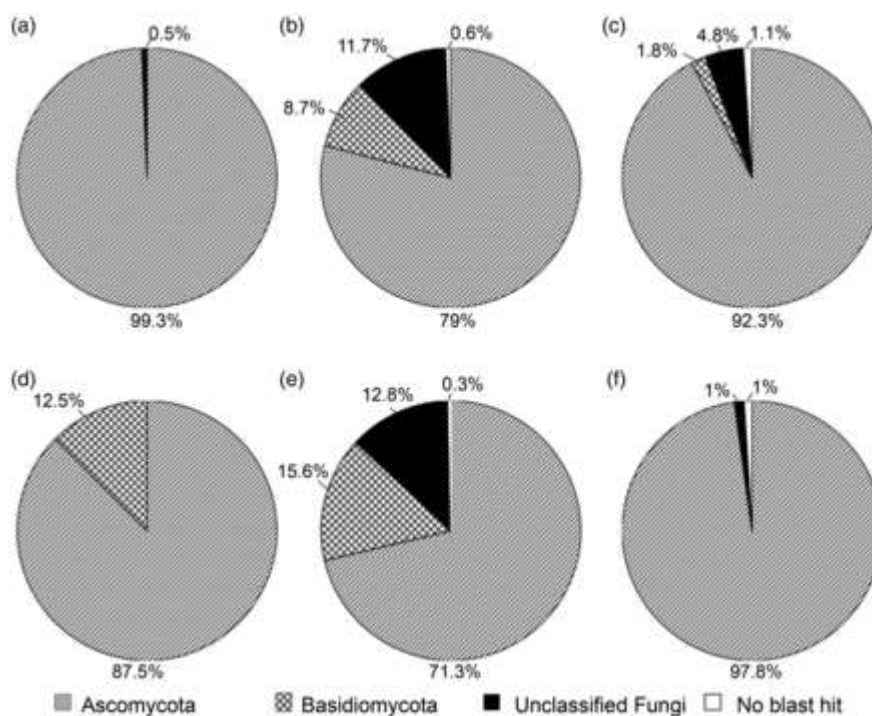 (a) 0.5%
99.3%
(b) 11.7% 0.6%
8.7%
79%
(c) 1.8% 4.8% 1.1%
92.3%
(d)
12.5%
87.5%
(e) 12.8% 0.3%
15.6%
71.3%
(f) 1% 1%
97.8%
Ascomycota Basidiomycota Unclassified Fungi No blast hit